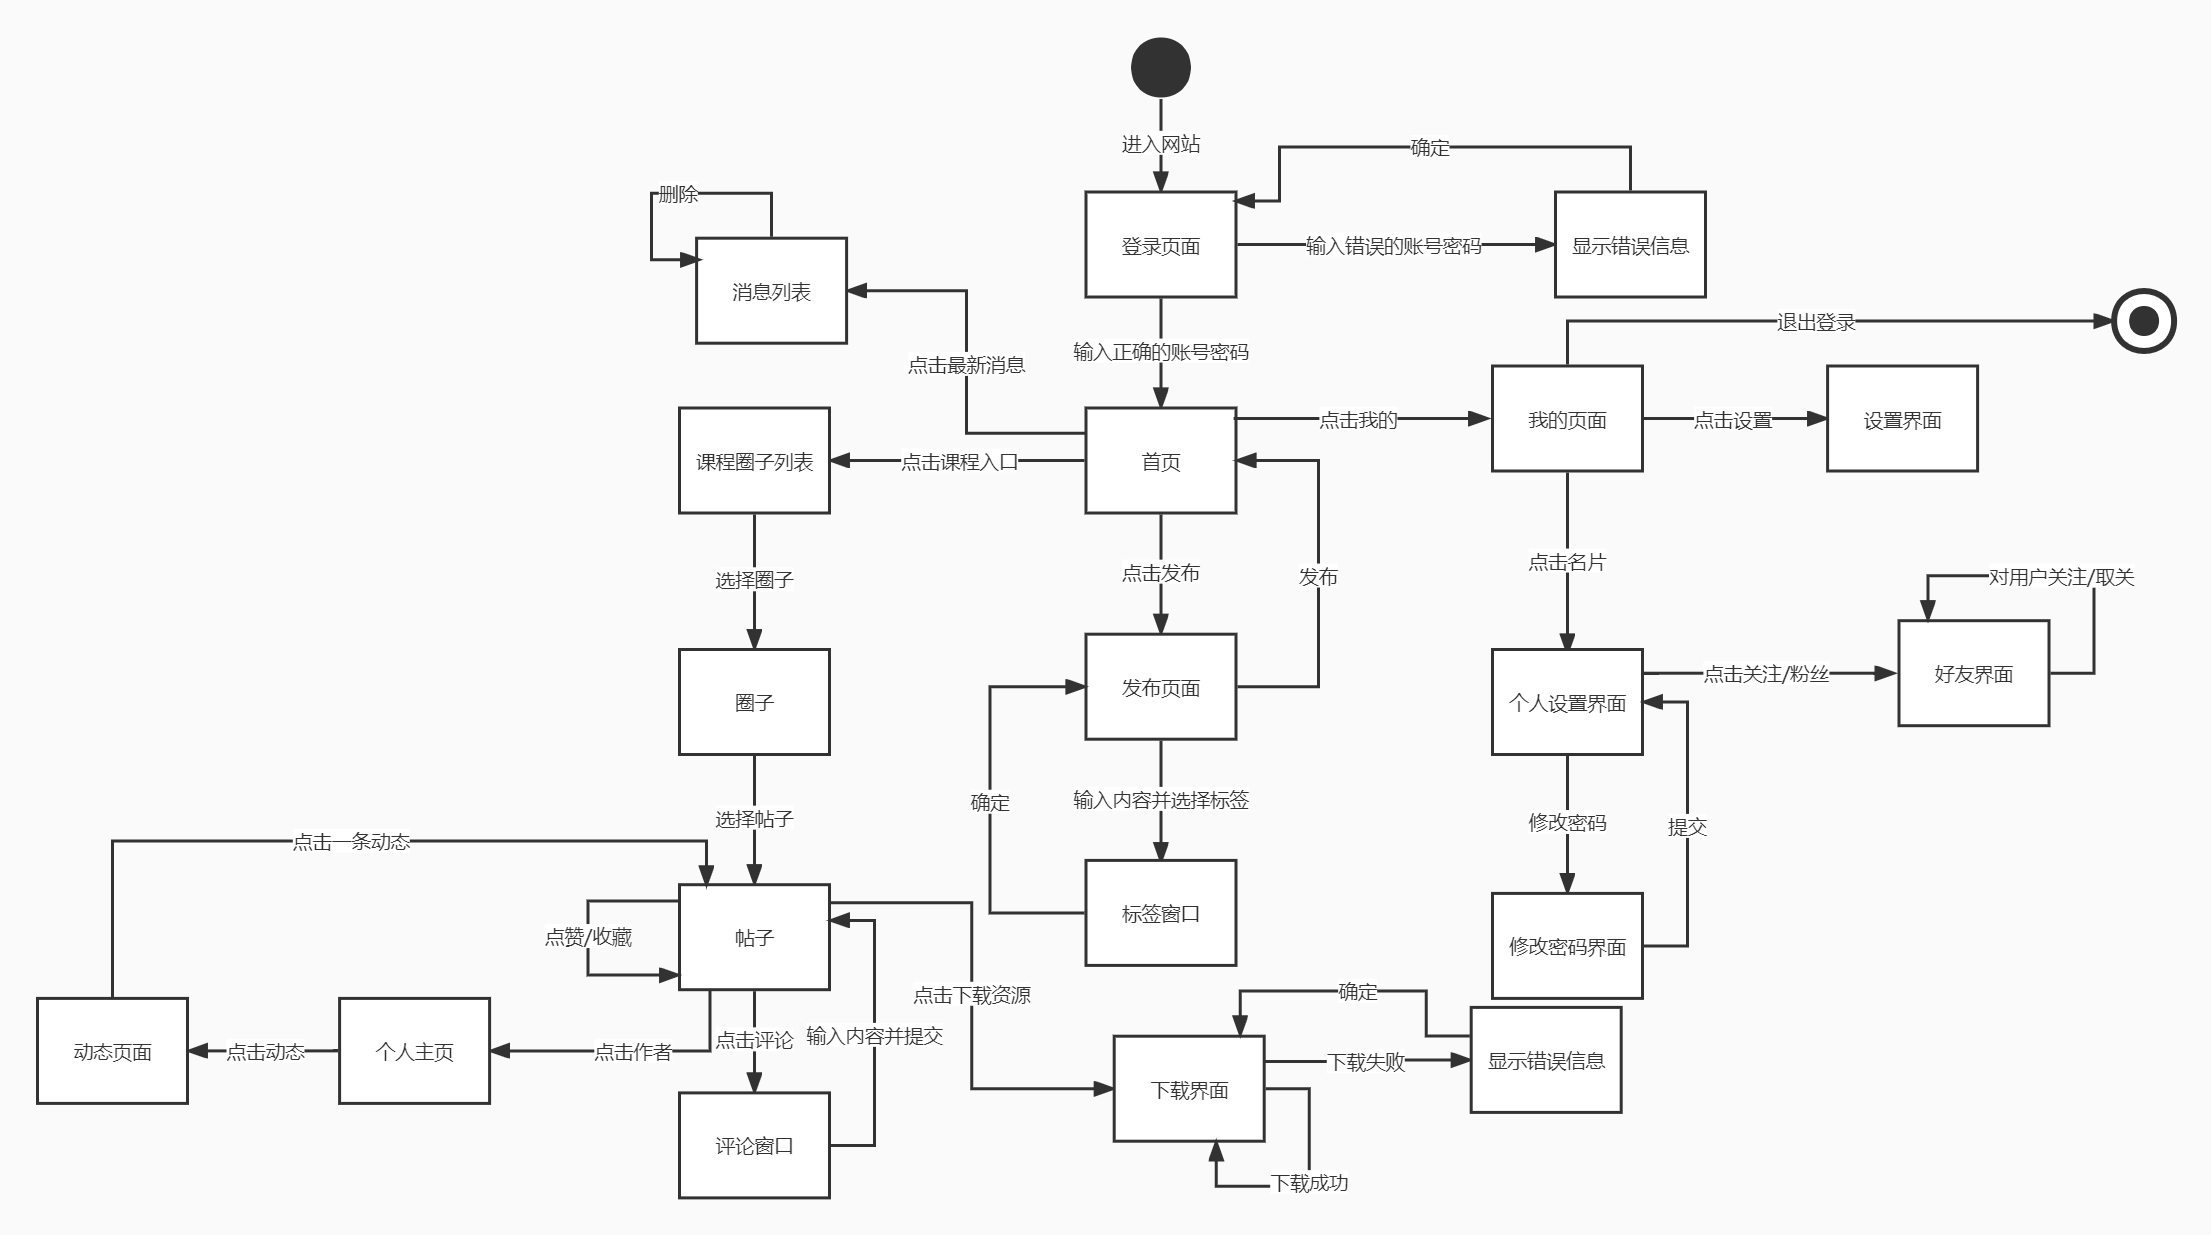 进入网站
确定
删除
登录页面
输入错误的账号密码
显示错误信息
消息列表
退出登录
输入正确的账号密码
点击最新消息
点击我的
我的页面
点击设置
设置界面
课程圈子列表
点击课程入口
首页
点击名片
点击发布
发布
对用户关注/取关
选择圈子
点击关注/粉丝
好友界面
发布页面
圈子
个人设置界面
确定
输入内容并选择标签
选择帖子
修改密码
提交
点击一条动态
标签窗口
点赞/收藏
帖子
修改密码界面
确定
点击下载资源
输入内容并提交
点击评论
动态页面
点击动态
个人主页
点击作者
下载失败
显示错误信息
下载界面
评论窗口
下载成功